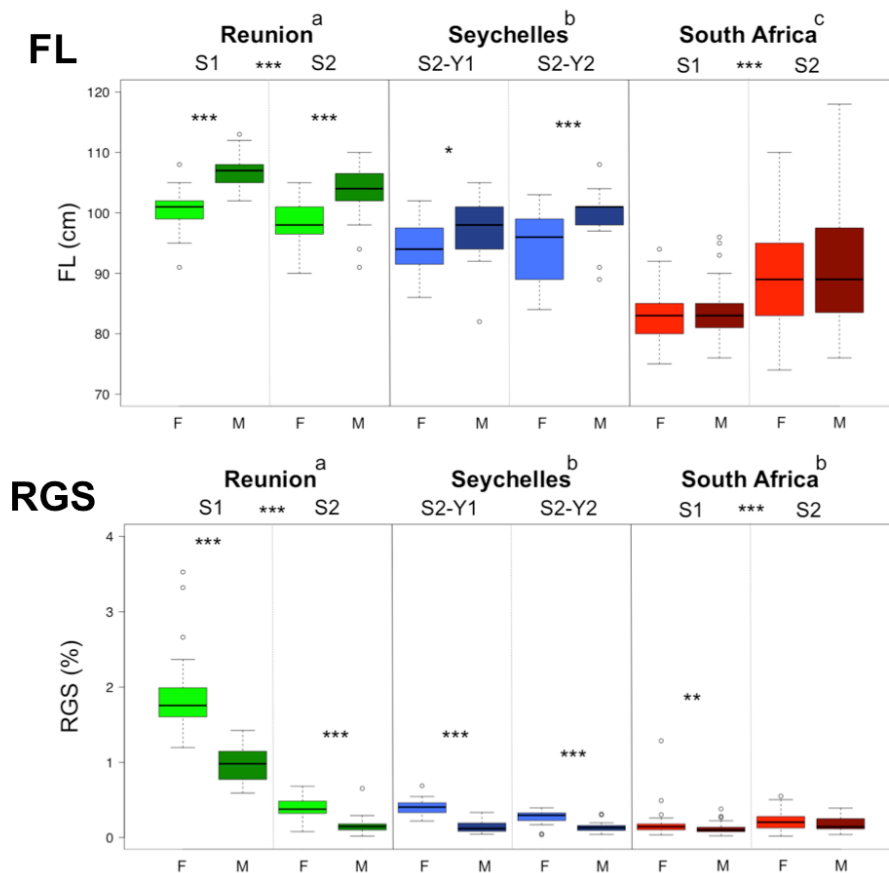 FL
Reunion a Seychelles b South Africa c
S1 *** S2 S2-Y1 S2-Y2 S1 *** S2
*** *** * ***
120
110
100
90
80
70
FL (cm)
F M F M F M F M F M F M
RGS
Reunion a Seychelles b South Africa b
S1 *** S2 S2-Y1 S2-Y2 S1 *** S2
*** *** *** *** **
4
3
2
1
0
RGS (%)
F M F M F M F M F M F M